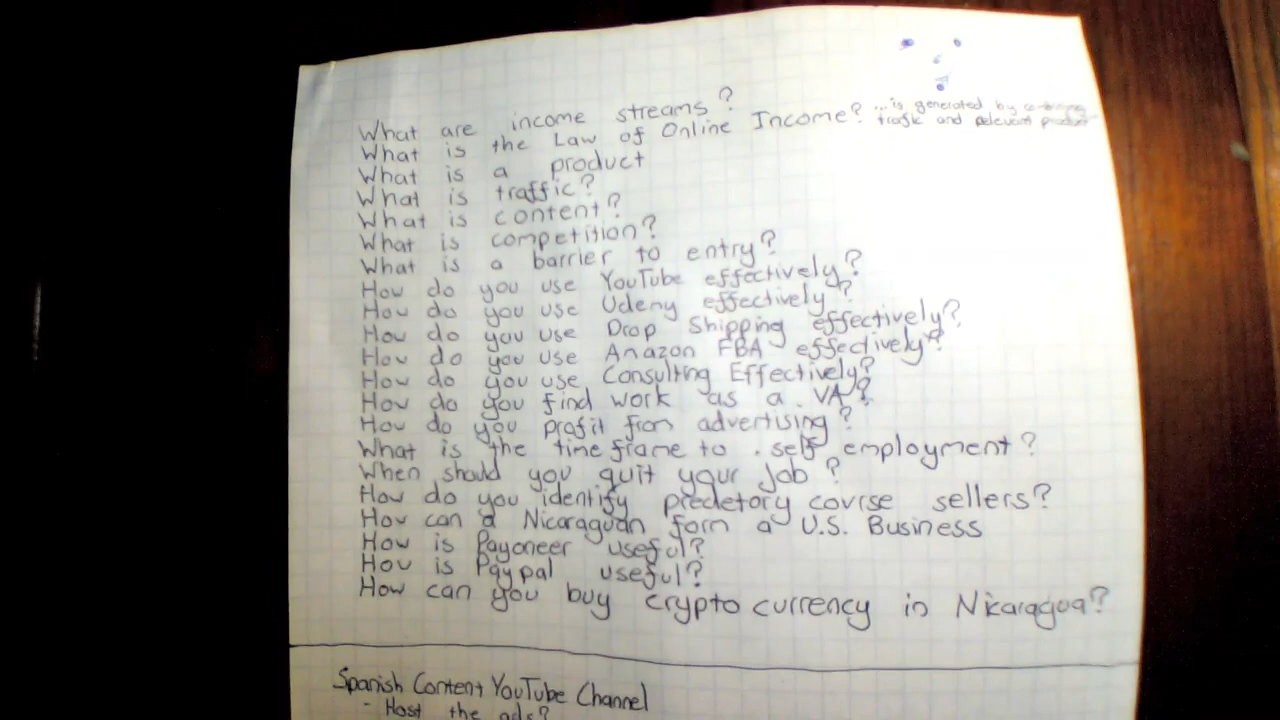 What are income streams?
What is the Law of Online Income? ...is generated by combining
traffic and relevent product
What is a product
What is traffic?
What is content?
What is competition?
What is a barrier to entry?
How do you use YouTube effectively?
How do you use Udemy effectively?
How do you use Drop Shipping effectively?
How do you use Amazon FBA effectively?
How do you use Consulting Effectively?
How do you find work as a VA?
How do you profit from advertising?
What is the time frame to self employment?
When should you quit your job?
How do you identify predetory course sellers?
How can a Nicaraguan form a U.S. Business
How is Payoneer useful?
How is Paypal useful?
How can you buy cryptocurrency in Nicaragua?
Spanish Content YouTube Channel
- Host the ads?